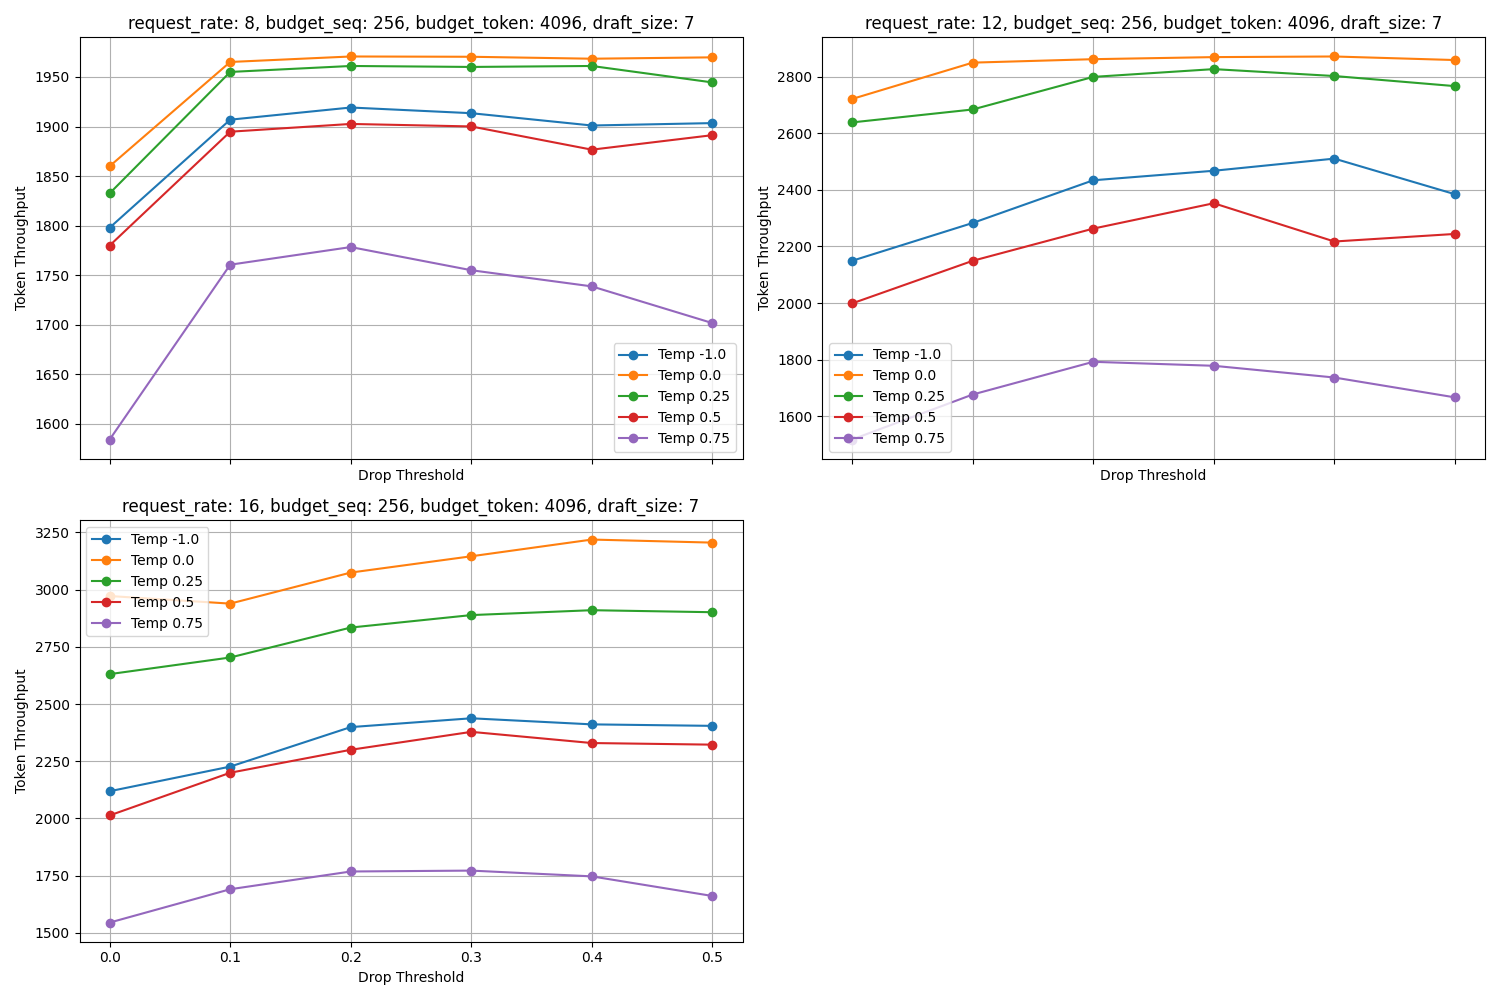 request_rate: 8, budget_seq: 256, budget_token: 4096, draft_size: 7
Token Throughput
1950
1900
1850
1800
1750
1700
1650
1600
Temp -1.0
Temp 0.0
Temp 0.25
Temp 0.5
Temp 0.75
Drop Threshold
request_rate: 12, budget_seq: 256, budget_token: 4096, draft_size: 7
Token Throughput
2800
2600
2400
2200
2000
1800
1600
Temp -1.0
Temp 0.0
Temp 0.25
Temp 0.5
Temp 0.75
Drop Threshold
request_rate: 16, budget_seq: 256, budget_token: 4096, draft_size: 7
Token Throughput
3250
3000
2750
2500
2250
2000
1750
1500
Temp -1.0
Temp 0.0
Temp 0.25
Temp 0.5
Temp 0.75
0.0 0.1 0.2 0.3 0.4 0.5
Drop Threshold